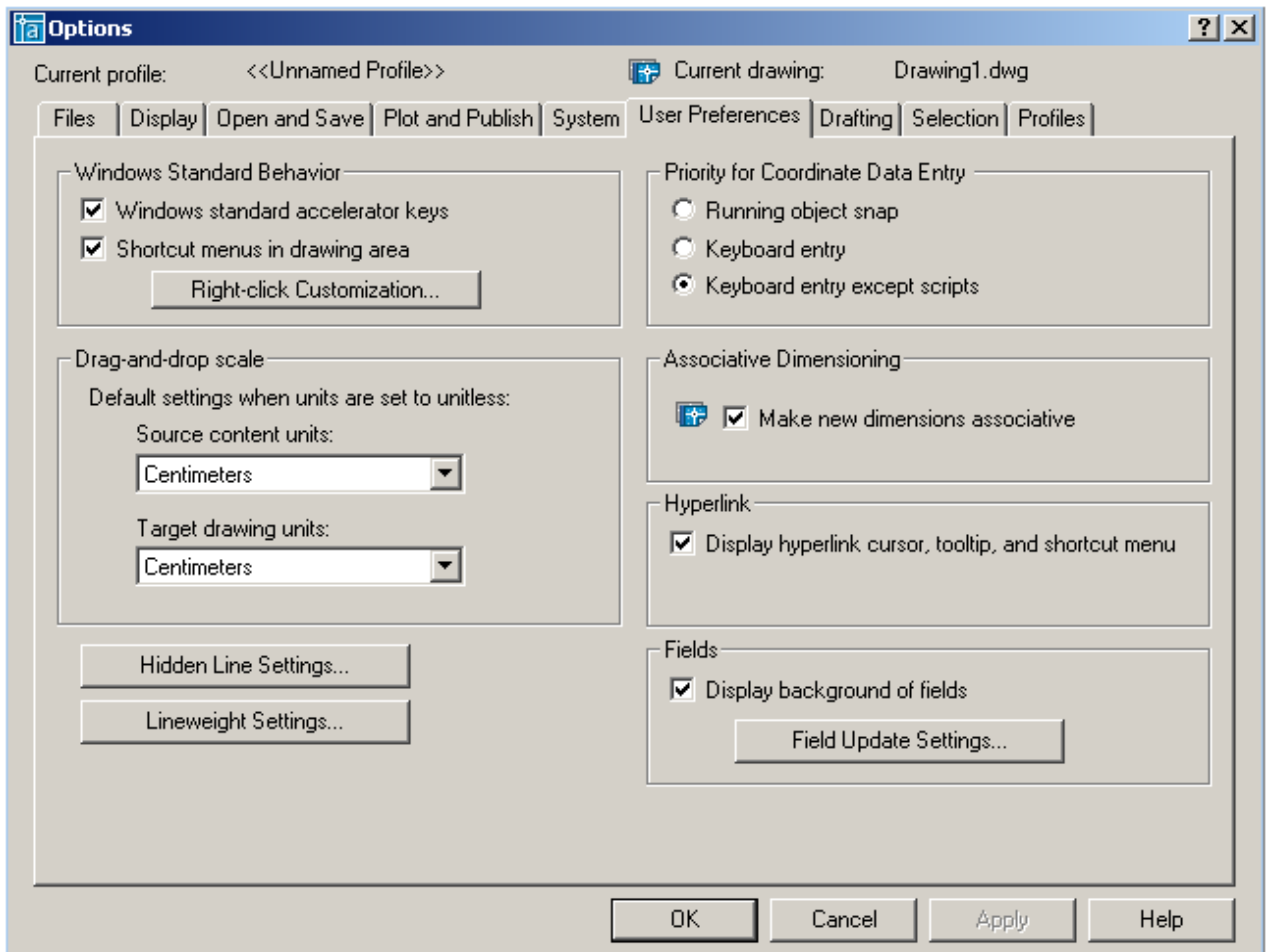 Options
Current profile: <<Unnamed Profile>> Current drawing: Drawing1.dwg
Files Display Open and Save Plot and Publish System User Preferences Drafting Selection Profiles
Windows Standard Behavior
Windows standard accelerator keys
Shortcut menus in drawing area
Right-click Customization...
Drag-and-drop scale
Default settings when units are set to unitless:
Source content units:
Centimeters
Target drawing units:
Centimeters
Hidden Line Settings...
Lineweight Settings...
Priority for Coordinate Data Entry
Running object snap
Keyboard entry
Keyboard entry except scripts
Associative Dimensioning
Make new dimensions associative
Hyperlink
Display hyperlink cursor, tooltip, and shortcut menu
Fields
Display background of fields
Field Update Settings...
OK Cancel Apply Help